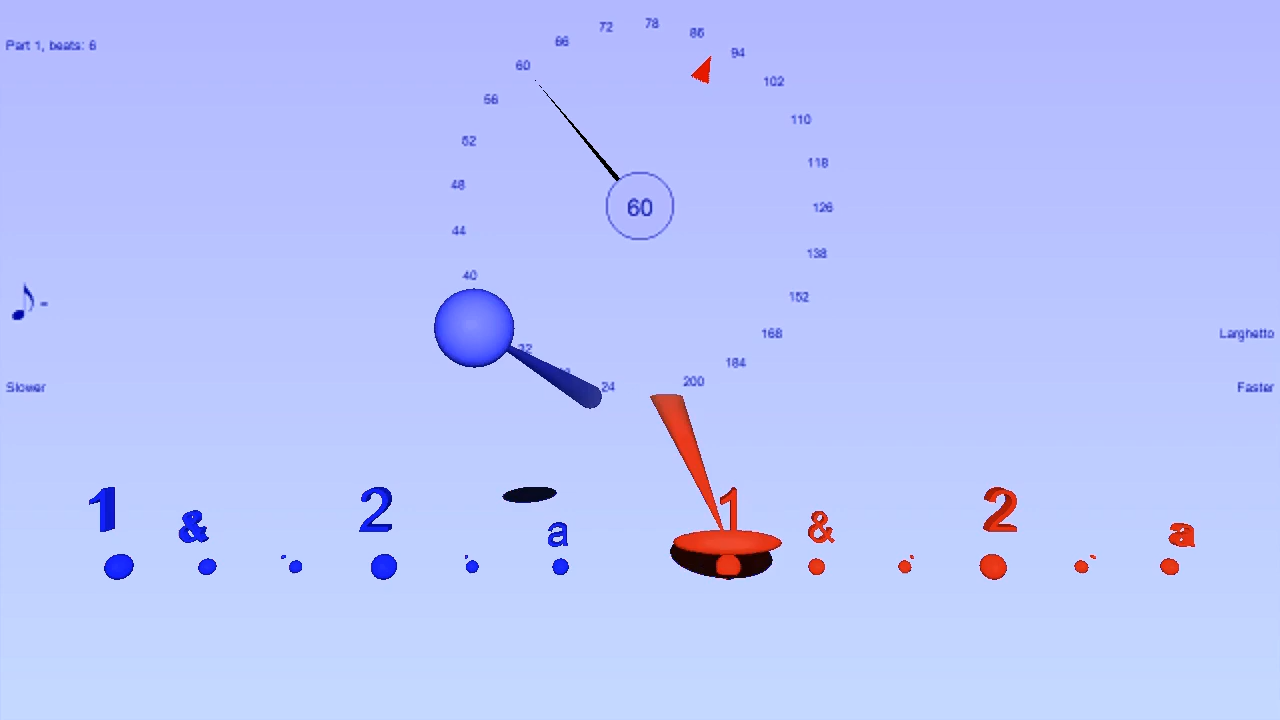 72 78 86
66 94
Part 1, beats: 6
60 102
56 110
52 118
48 126
60
44 138
40 152
♪ =
168 Larghetto
32 184
24 200
Slower Faster
1 & 2 a 1 & 2 a